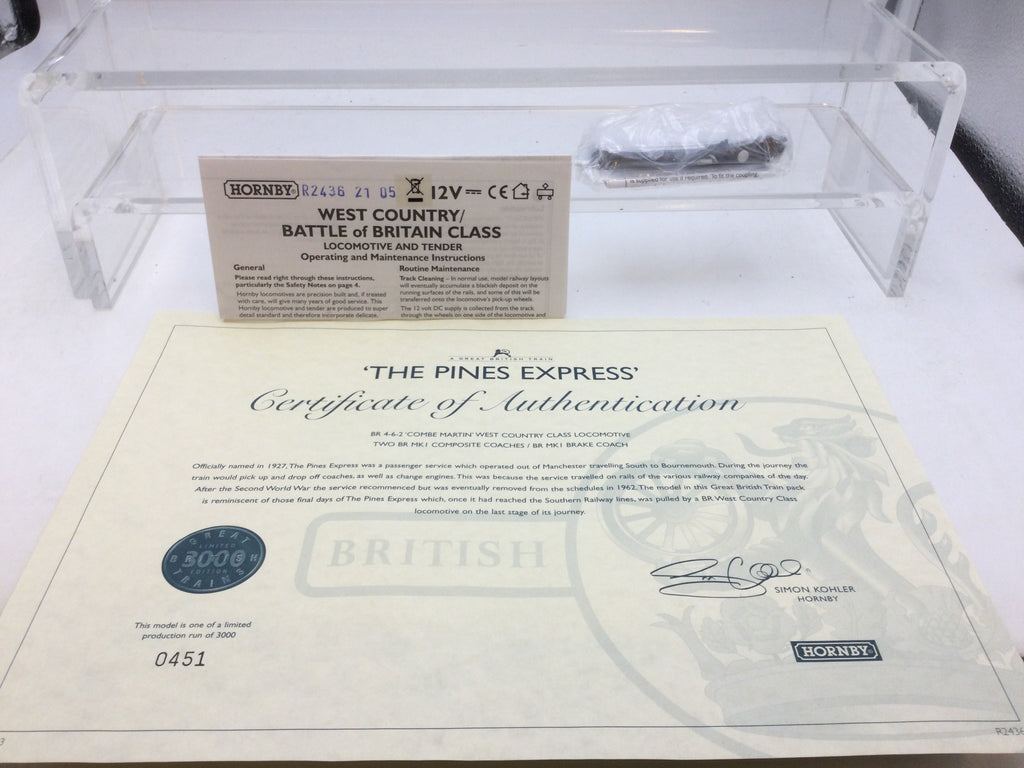 is supplied for use if required. To fit the coupling
HORNBY R2436 21 05 12V CE
WEST COUNTRY/
BATTLE of BRITAIN CLASS
LOCOMOTIVE AND TENDER
Operating and Maintenance Instructions
General
Please read right through these instructions,
particularly the Safety Notes on page 4.
Hornby locomotives are precision built and, if treated
with care, will give many years of good service. This
Hornby locomotive and tender are produced to super
detail standard and therefore incorporate delicate
Routine Maintenance
Track Cleaning – In normal use, model railway layouts
will eventually accumulate a blackish deposit on the
running surfaces of the rails, and some of this will be
transferred onto the locomotive's pick-up wheels.
The 12 volt DC supply is collected from the track
through the wheels on one side of the locomotive and
A GREAT BRITISH TRAIN
'THE PINES EXPRESS'
Certificate of Authentication
BR 4-6-2 'COMBE MARTIN' WEST COUNTRY CLASS LOCOMOTIVE
TWO BR MK1 COMPOSITE COACHES / BR MK1 BRAKE COACH
Officially named in 1927, The Pines Express was a passenger service which operated out of Manchester travelling South to Bournemouth. During the journey the
train would pick up and drop off coaches, as well as change engines. This was because the service travelled on rails of the various railway companies of the day.
After the Second World War the service recommended but was eventually removed from the schedules in 1962. The model in this Great British Train pack
is reminiscent of those final days of The Pines Express which, once it had reached the Southern Railway lines, was pulled by a BR West Country Class
locomotive on the last stage of its journey.
BRITISH
GREAT BRITISH TRAINS
LIMITED
3000
EDITION
SIMON KOHLER
HORNBY
This model is one of a limited
production run of 3000
0451
HORNBY
3
R2436